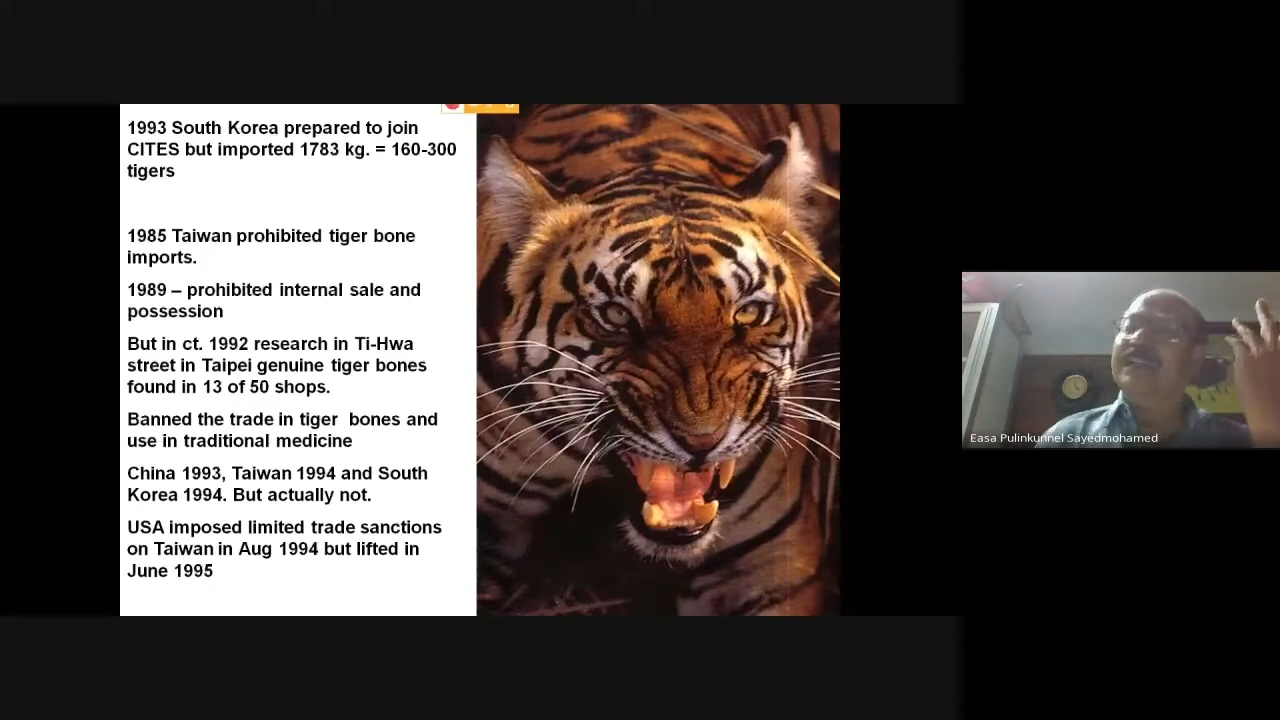 1993 South Korea prepared to join
CITES but imported 1783 kg. = 160-300
tigers
1985 Taiwan prohibited tiger bone
imports.
1989 – prohibited internal sale and
possession
But in ct. 1992 research in Ti-Hwa
street in Taipei genuine tiger bones
found in 13 of 50 shops.
Banned the trade in tiger  bones and
use in traditional medicine
China 1993, Taiwan 1994 and South
Korea 1994. But actually not.
USA imposed limited trade sanctions
on Taiwan in Aug 1994 but lifted in
June 1995
Easa Pulinkunnel Sayedmohamed